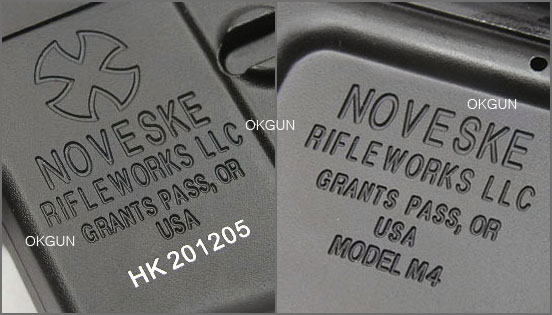 NOVESKE
RIFLEWORKS LLC
GRANTS PASS, OR
USA
HK 201205
OKGUN
OKGUN
NOVESKE
RIFLEWORKS LLC
GRANTS PASS, OR
USA
MODEL M4
OKGUN